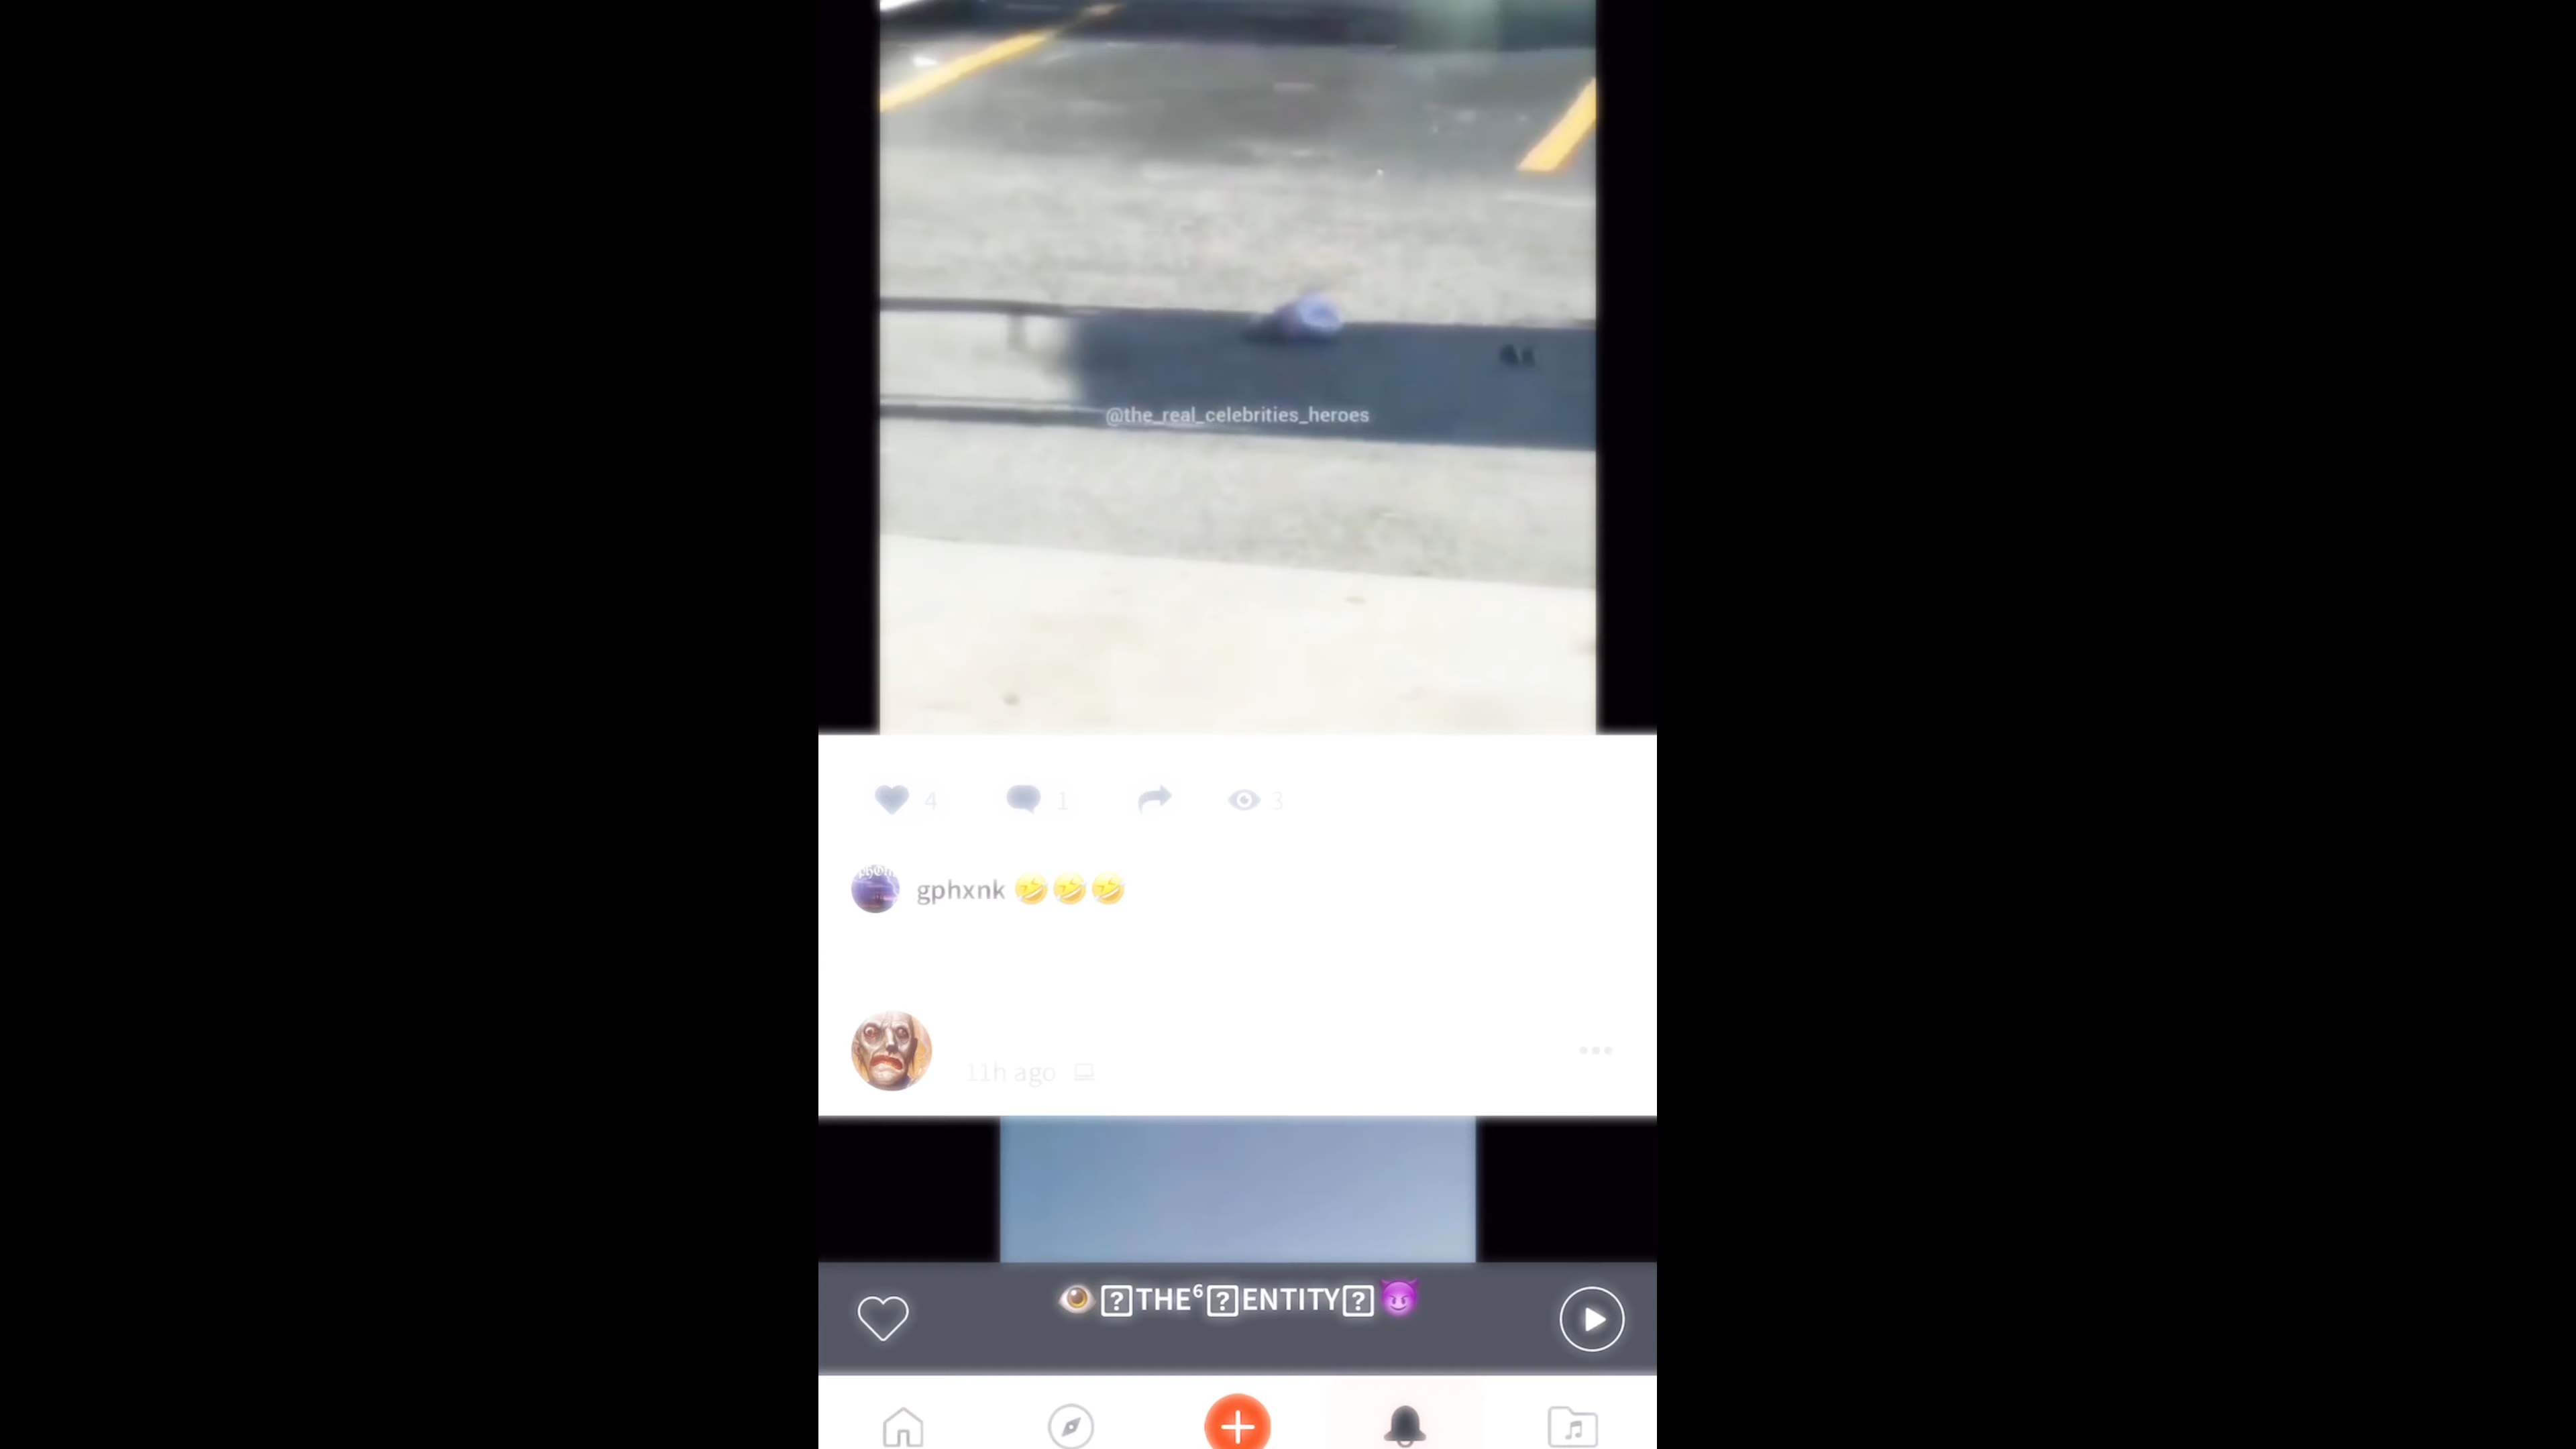 @the_real_celebrities_heroes
4 1 3
gphxnk 🤣🤣🤣
11h ago
👁️?THE⁶?ENTITY?😈